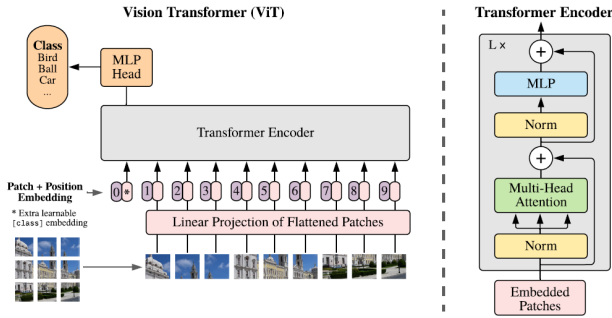 Vision Transformer (ViT)
Transformer Encoder
Class
Bird
Ball
Car
...
MLP
Head
Transformer Encoder
Patch + Position
Embedding
0 * 1 2 3 4 5 6 7 8 9
* Extra learnable
[class] embedding
Linear Projection of Flattened Patches
L ×
+
MLP
Norm
+
Multi-Head
Attention
Norm
Embedded
Patches